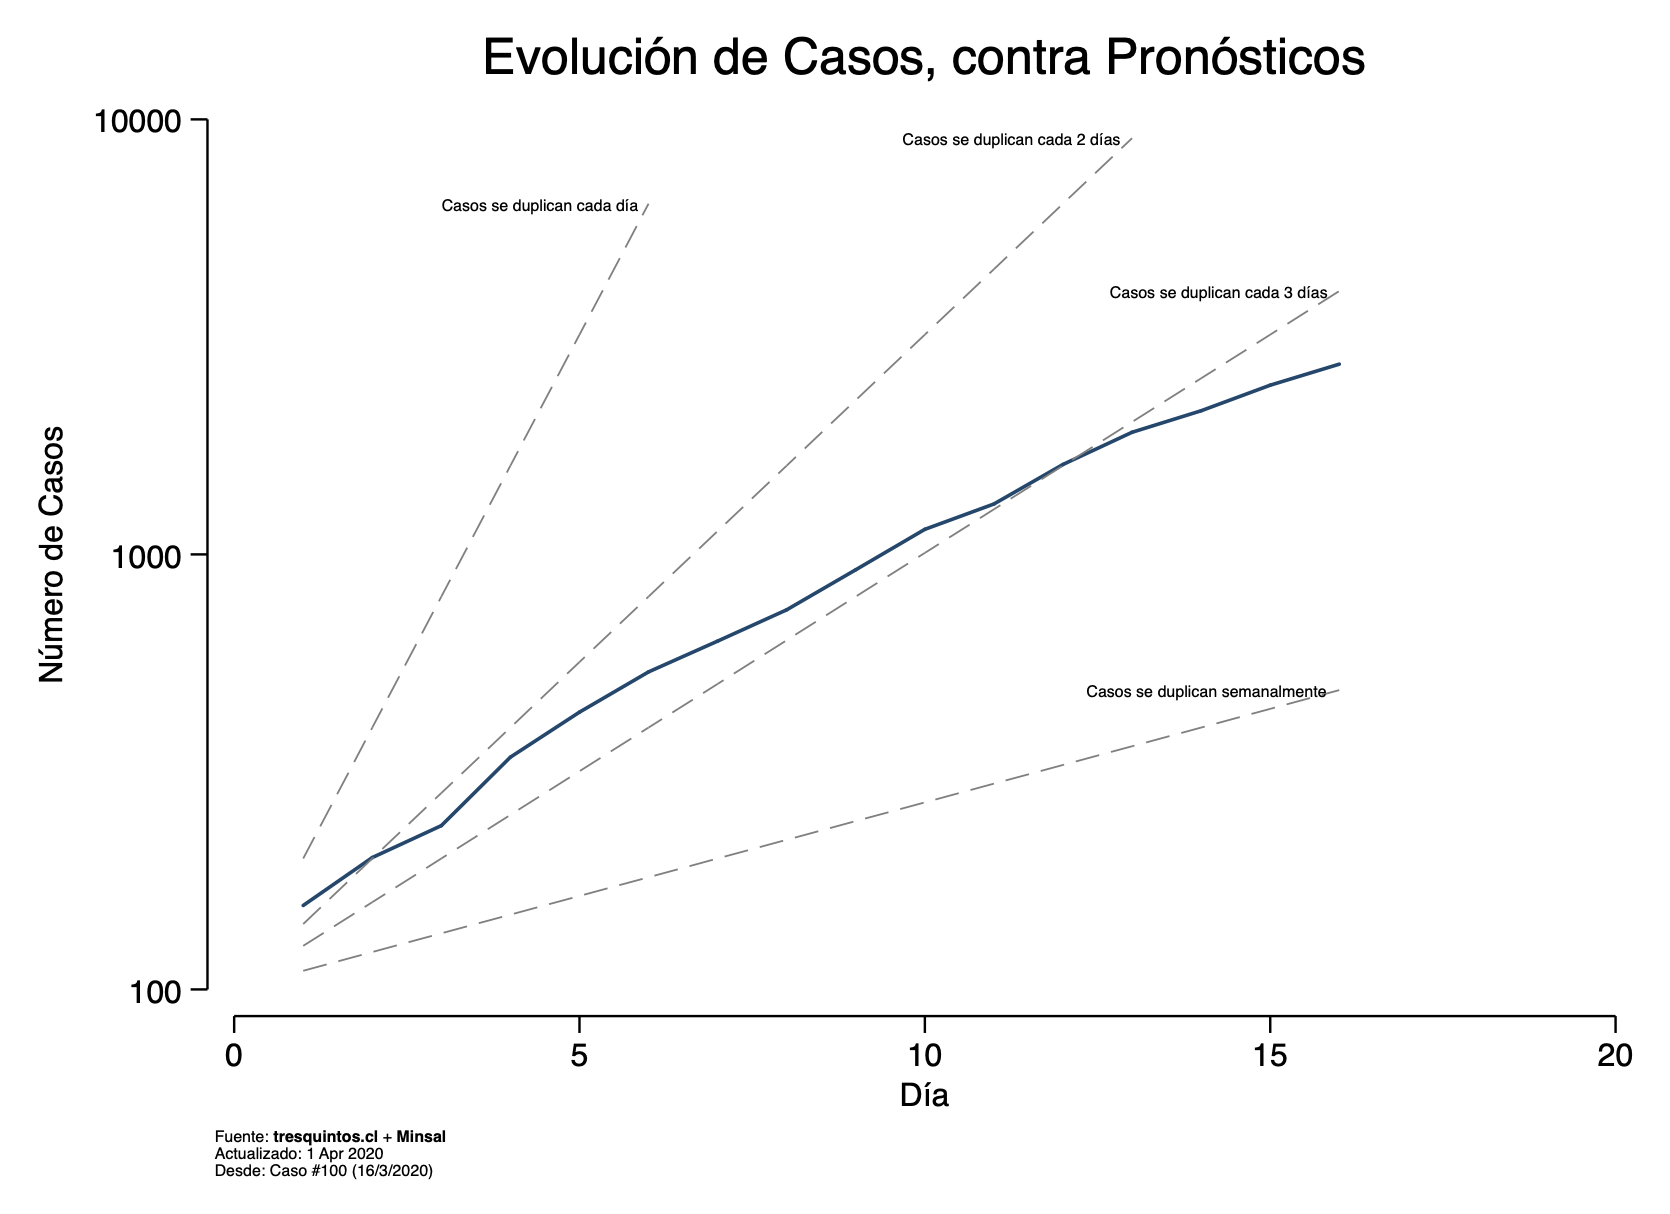 Evolución de Casos, contra Pronósticos
10000
Casos se duplican cada 2 días
Casos se duplican cada día
Casos se duplican cada 3 días
Número de Casos
1000
Casos se duplican semanalmente
100
0 5 10 15 20
Día
Fuente: tresquintos.cl + Minsal
Actualizado: 1 Apr 2020
Desde: Caso #100 (16/3/2020)